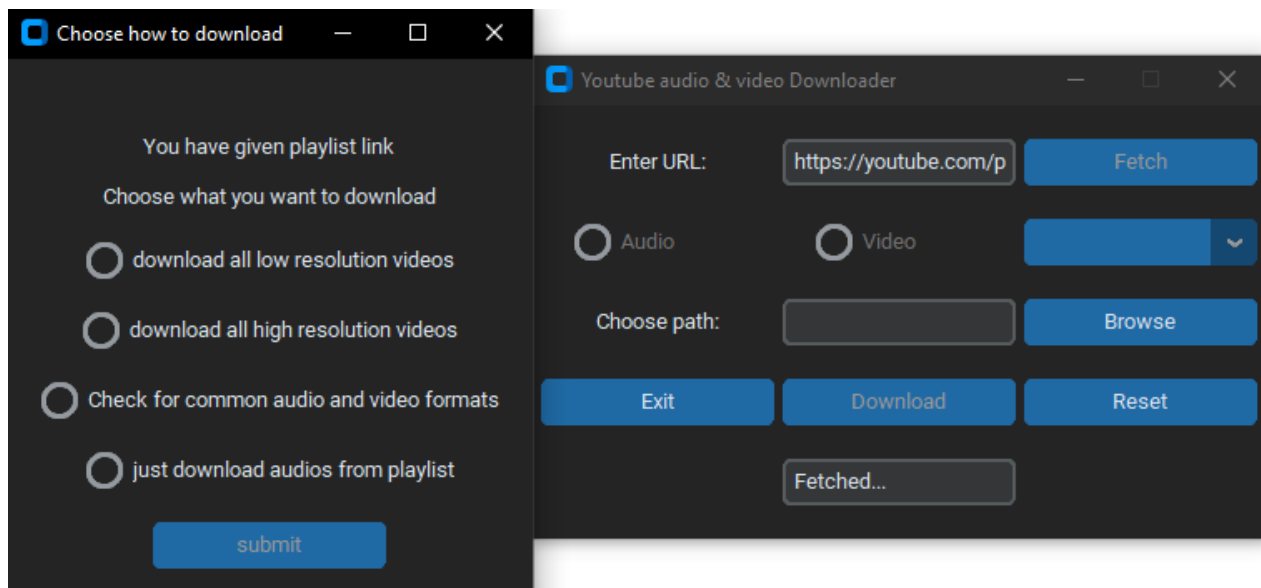 Choose how to download
You have given playlist link
Choose what you want to download
download all low resolution videos
download all high resolution videos
Check for common audio and video formats
just download audios from playlist
submit
Youtube audio & video Downloader
Enter URL: https://youtube.com/p Fetch
Audio Video
Choose path: Browse
Exit Download Reset
Fetched...